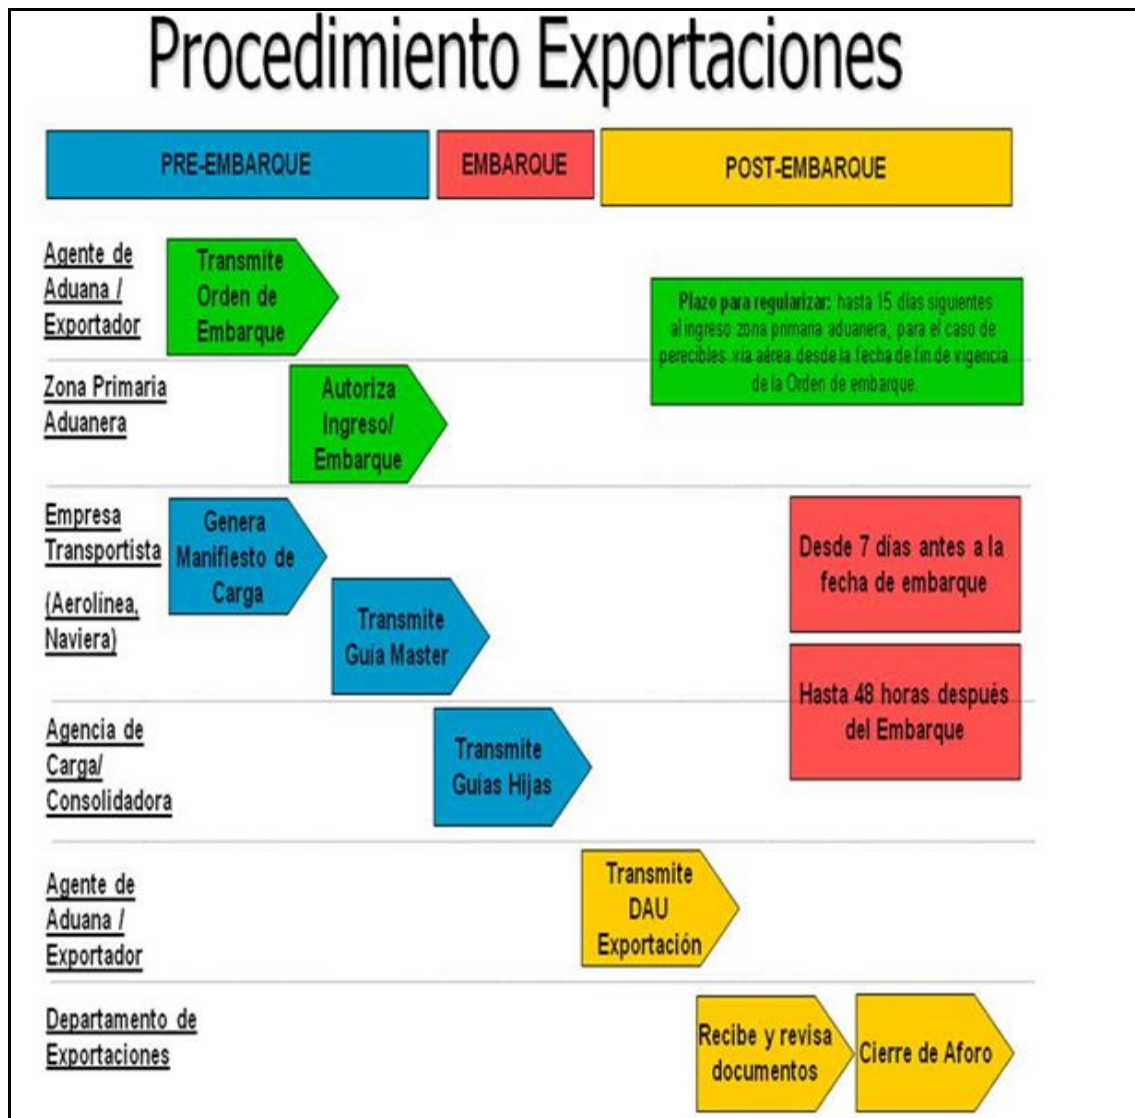 Procedimiento Exportaciones
PRE-EMBARQUE
EMBARQUE
POST-EMBARQUE
Agente de
Aduana /
Exportador
Transmite
Orden de
Embarque
Plazo para regularizar: hasta 15 días siguientes
al ingreso zona primaria aduanera, para el caso de
perecibles vía aérea desde la fecha de fin de vigencia
de la Orden de embarque.
Zona Primaria
Aduanera
Autoriza
Ingreso/
Embarque
Empresa
Transportista
(Aerolínea,
Naviera)
Genera
Manifiesto de
Carga
Transmite
Guía Master
Desde 7 días antes a la
fecha de embarque
Hasta 48 horas después
del Embarque
Agencia de
Carga/
Consolidadora
Transmite
Guías Hijas
Agente de
Aduana /
Exportador
Transmite
DAU
Exportación
Departamento de
Exportaciones
Recibe y revisa
documentos
Cierre de Aforo